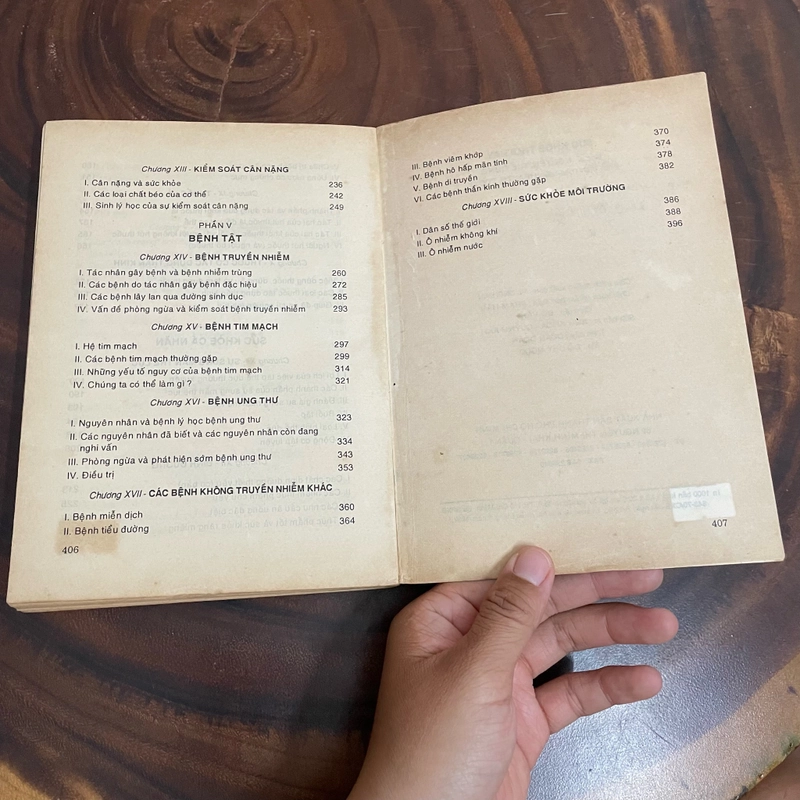 Chương XIII - KIỂM SOÁT CÂN NẶNG
I. Cân nặng và sức khỏe 236
II. Các loại chất béo của cơ thể 242
III. Sinh lý học của sự kiểm soát cân nặng 249
PHẦN V
BỆNH TẬT
Chương XIV - BỆNH TRUYỀN NHIỄM
I. Tác nhân gây bệnh và bệnh nhiễm trùng 260
II. Các bệnh do tác nhân gây bệnh đặc hiệu 272
III. Các bệnh lây lan qua đường sinh dục 285
IV. Vấn đề phòng ngừa và kiểm soát bệnh truyền nhiễm 293
Chương XV - BỆNH TIM MẠCH
I. Hệ tim mạch 297
II. Các bệnh tim mạch thường gặp 299
III. Những yếu tố nguy cơ của bệnh tim mạch 314
IV. Chúng ta có thể làm gì ? 321
Chương XVI - BỆNH UNG THƯ
I. Nguyên nhân và bệnh lý học bệnh ung thư 323
II. Các nguyên nhân đã biết và các nguyên nhân còn đang
nghi vấn 334
III. Phòng ngừa và phát hiện sớm bệnh ung thư 343
IV. Điều trị 353
Chương XVII - CÁC BỆNH KHÔNG TRUYỀN NHIỄM KHÁC
I. Bệnh miễn dịch 360
II. Bệnh tiểu đường 364
406
III. Bệnh viêm khớp 370
IV. Bệnh hô hấp mãn tính 374
V. Bệnh di truyền 378
VI. Các bệnh thần kinh thường gặp 382
Chương XVIII - SỨC KHỎE MÔI TRƯỜNG
I. Dân số thế giới 386
II. Ô nhiễm không khí 388
III. Ô nhiễm nước 396
407